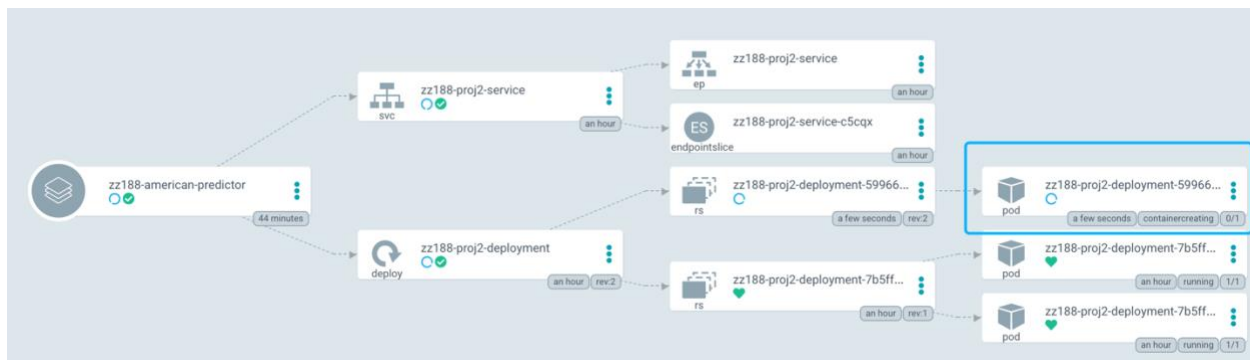 zz188-american-predictor
44 minutes
zz188-proj2-service
svc
an hour
zz188-proj2-deployment
deploy
an hour rev:2
zz188-proj2-service
ep
an hour
ES zz188-proj2-service-c5cqx
endpointslice
an hour
zz188-proj2-deployment-59966...
rs
a few seconds rev:2
zz188-proj2-deployment-7b5ff...
rs
an hour rev:1
zz188-proj2-deployment-59966...
pod
a few seconds containercreating 0/1
zz188-proj2-deployment-7b5ff...
pod
an hour running 1/1
zz188-proj2-deployment-7b5ff...
pod
an hour running 1/1